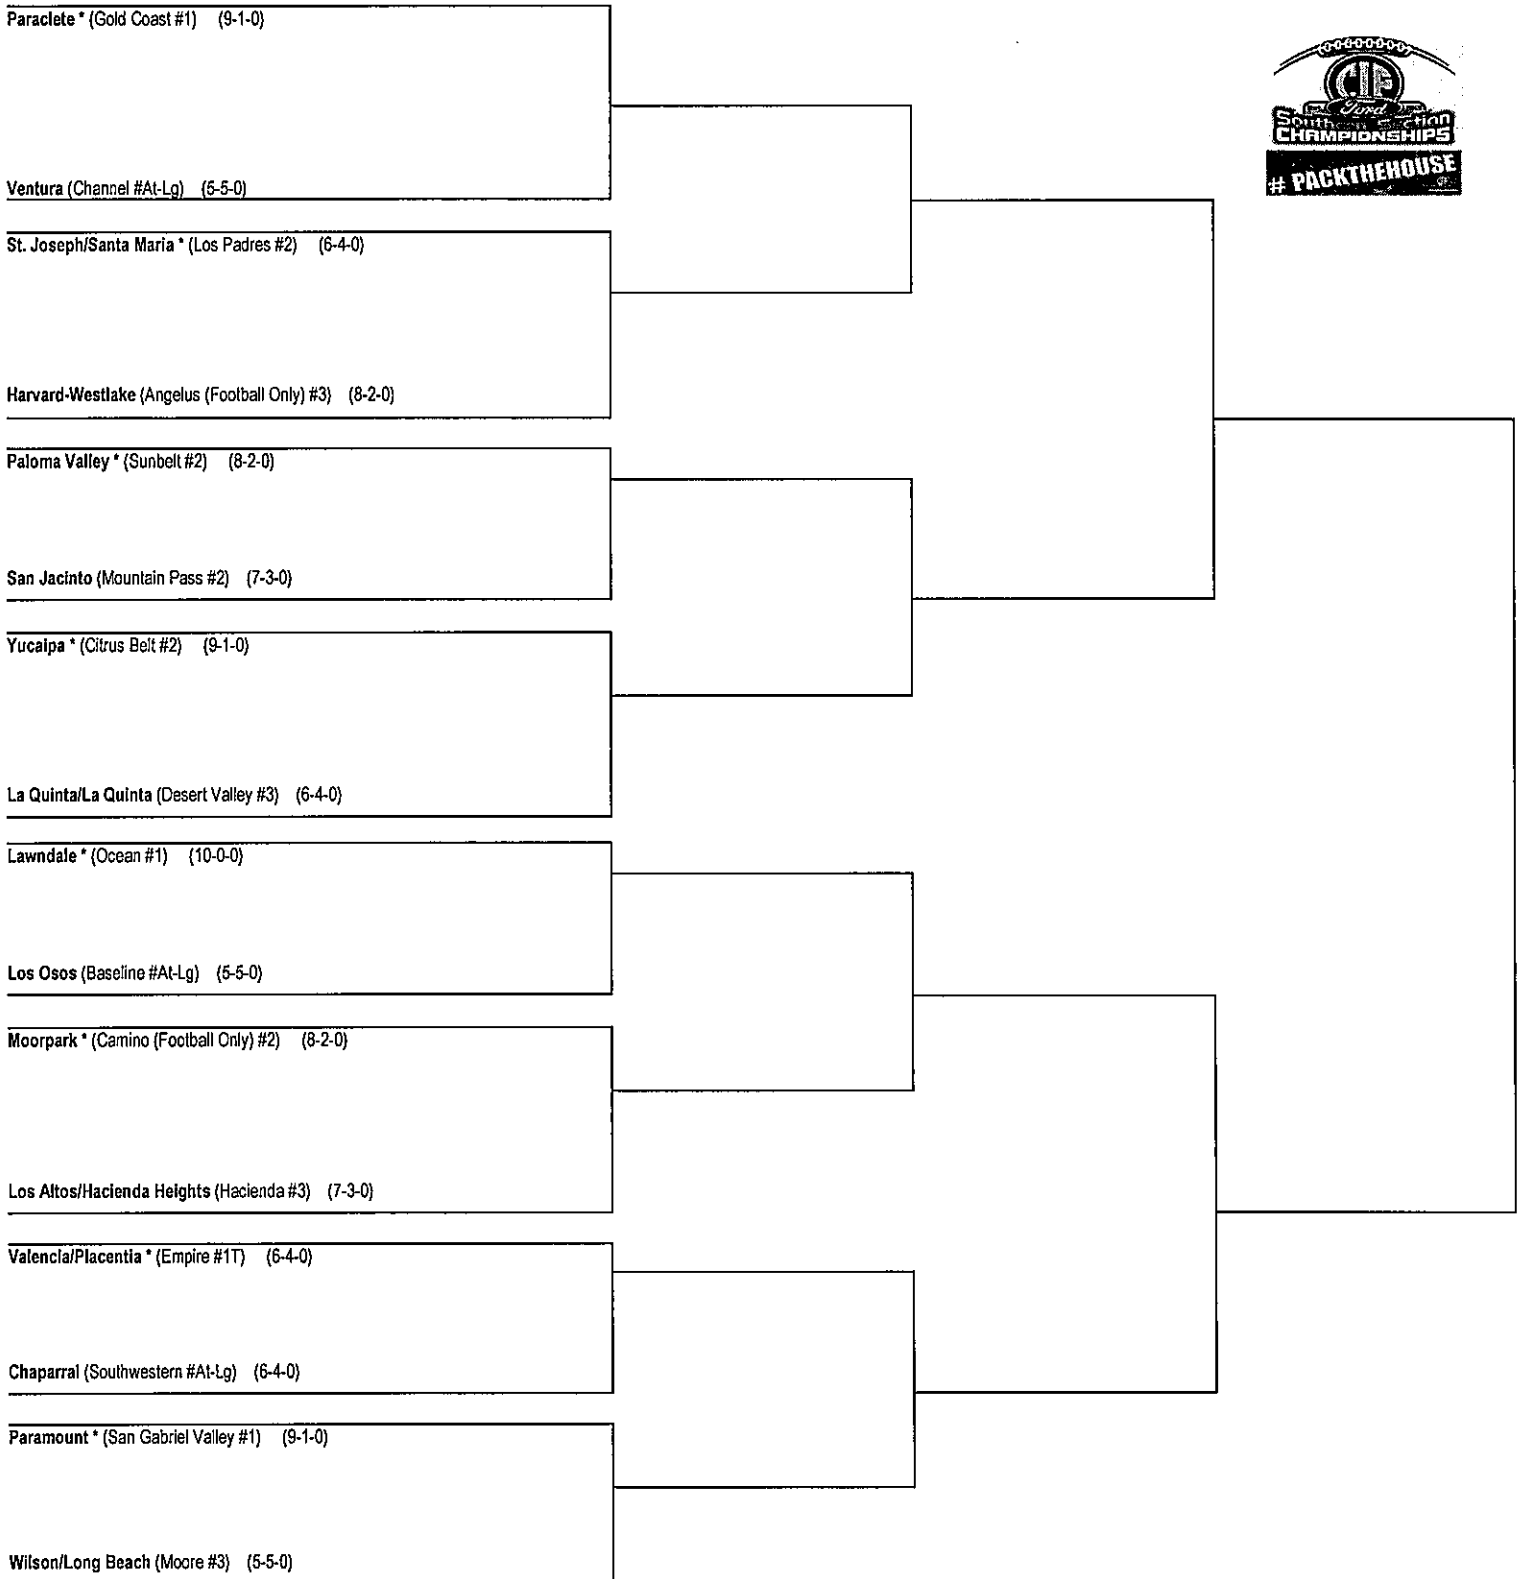 Paraclete * (Gold Coast #1) (9-1-0)
CIF
Ford
Southern Section
CHAMPIONSHIPS
# PACKTHEHOUSE
Ventura (Channel #At-Lg) (5-5-0)
St. Joseph/Santa Maria * (Los Padres #2) (6-4-0)
Harvard-Westlake (Angelus (Football Only) #3) (8-2-0)
Paloma Valley * (Sunbelt #2) (8-2-0)
San Jacinto (Mountain Pass #2) (7-3-0)
Yucaipa * (Citrus Belt #2) (9-1-0)
La Quinta/La Quinta (Desert Valley #3) (6-4-0)
Lawndale * (Ocean #1) (10-0-0)
Los Osos (Baseline #At-Lg) (5-5-0)
Moorpark * (Camino (Football Only) #2) (8-2-0)
Los Altos/Hacienda Heights (Hacienda #3) (7-3-0)
Valencia/Placentia * (Empire #1T) (6-4-0)
Chaparral (Southwestern #At-Lg) (6-4-0)
Paramount * (San Gabriel Valley #1) (9-1-0)
Wilson/Long Beach (Moore #3) (5-5-0)